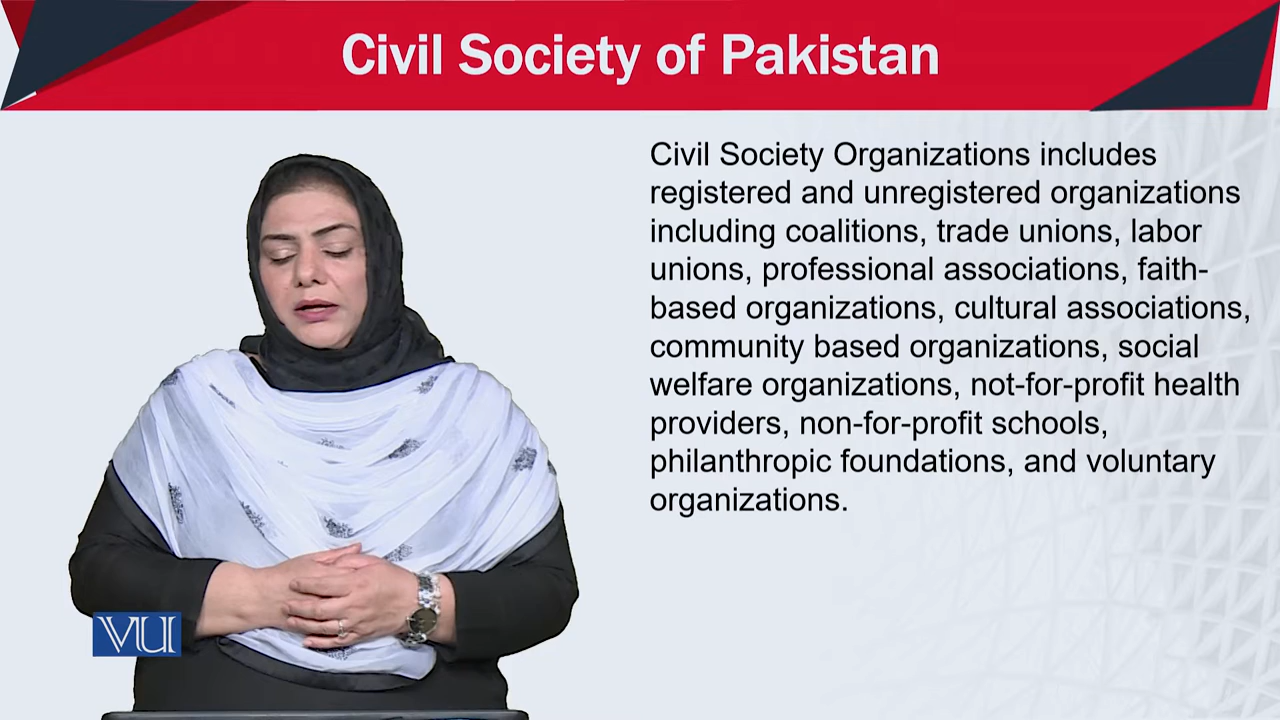 Civil Society of Pakistan
Civil Society Organizations includes
registered and unregistered organizations
including coalitions, trade unions, labor
unions, professional associations, faith-
based organizations, cultural associations,
community based organizations, social
welfare organizations, not-for-profit health
providers, non-for-profit schools,
philanthropic foundations, and voluntary
organizations.
VU